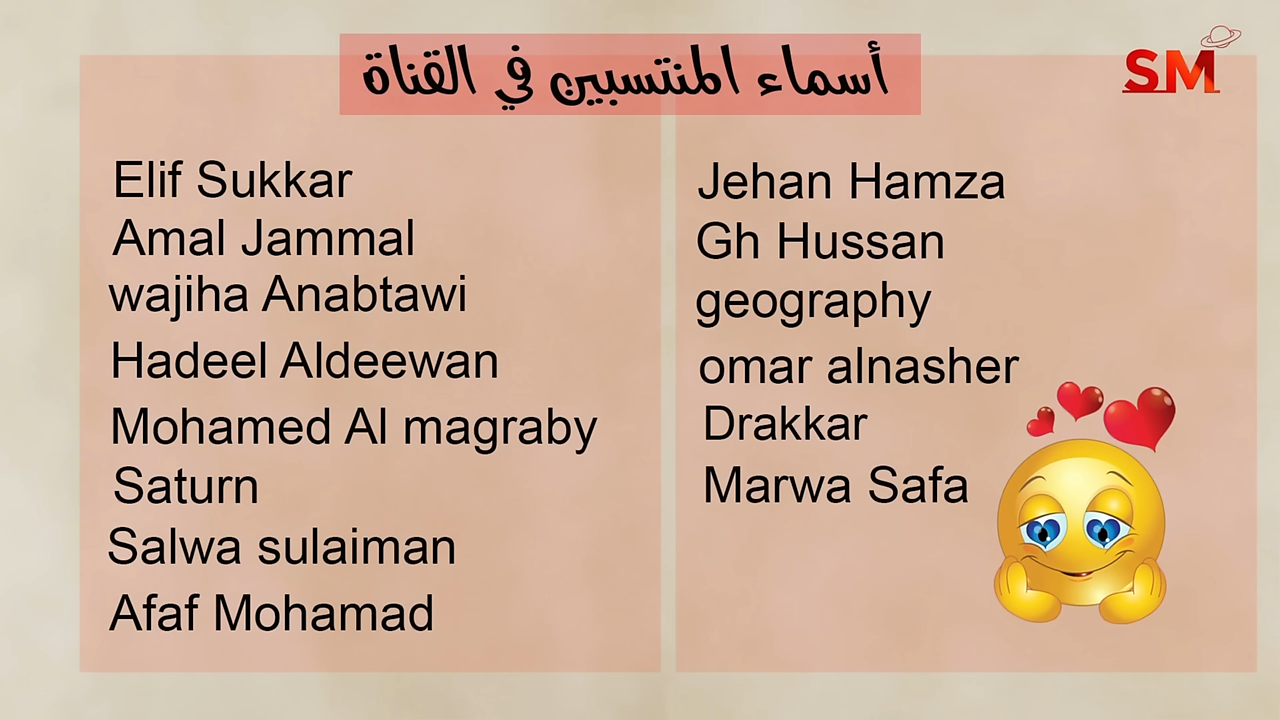 أسماء المنتسبين في القناة
SM
Elif Sukkar
Amal Jammal
wajiha Anabtawi
Hadeel Aldeewan
Mohamed Al magraby
Saturn
Salwa sulaiman
Afaf Mohamad
Jehan Hamza
Gh Hussan
geography
omar alnasher
Drakkar
Marwa Safa